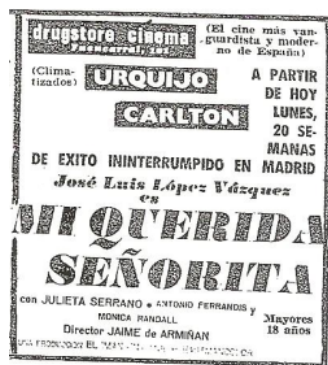 drugstore cinema
Fuencarral, 101
(El cine más van-
guardista y moder-
no de España)
(Clima-
tizados)
URQUIJO
CARLTON
A PARTIR
DE HOY
LUNES,
20 SE-
MANAS
DE EXITO ININTERRUMPIDO EN MADRID
José Luis López Vázquez
es
MI QUERIDA
SEÑORITA
con JULIETA SERRANO • ANTONIO FERRANDIS y
MONICA RANDALL
Director JAIME de ARMIÑAN
Mayores
18 años
UNA PRODUCCION EL